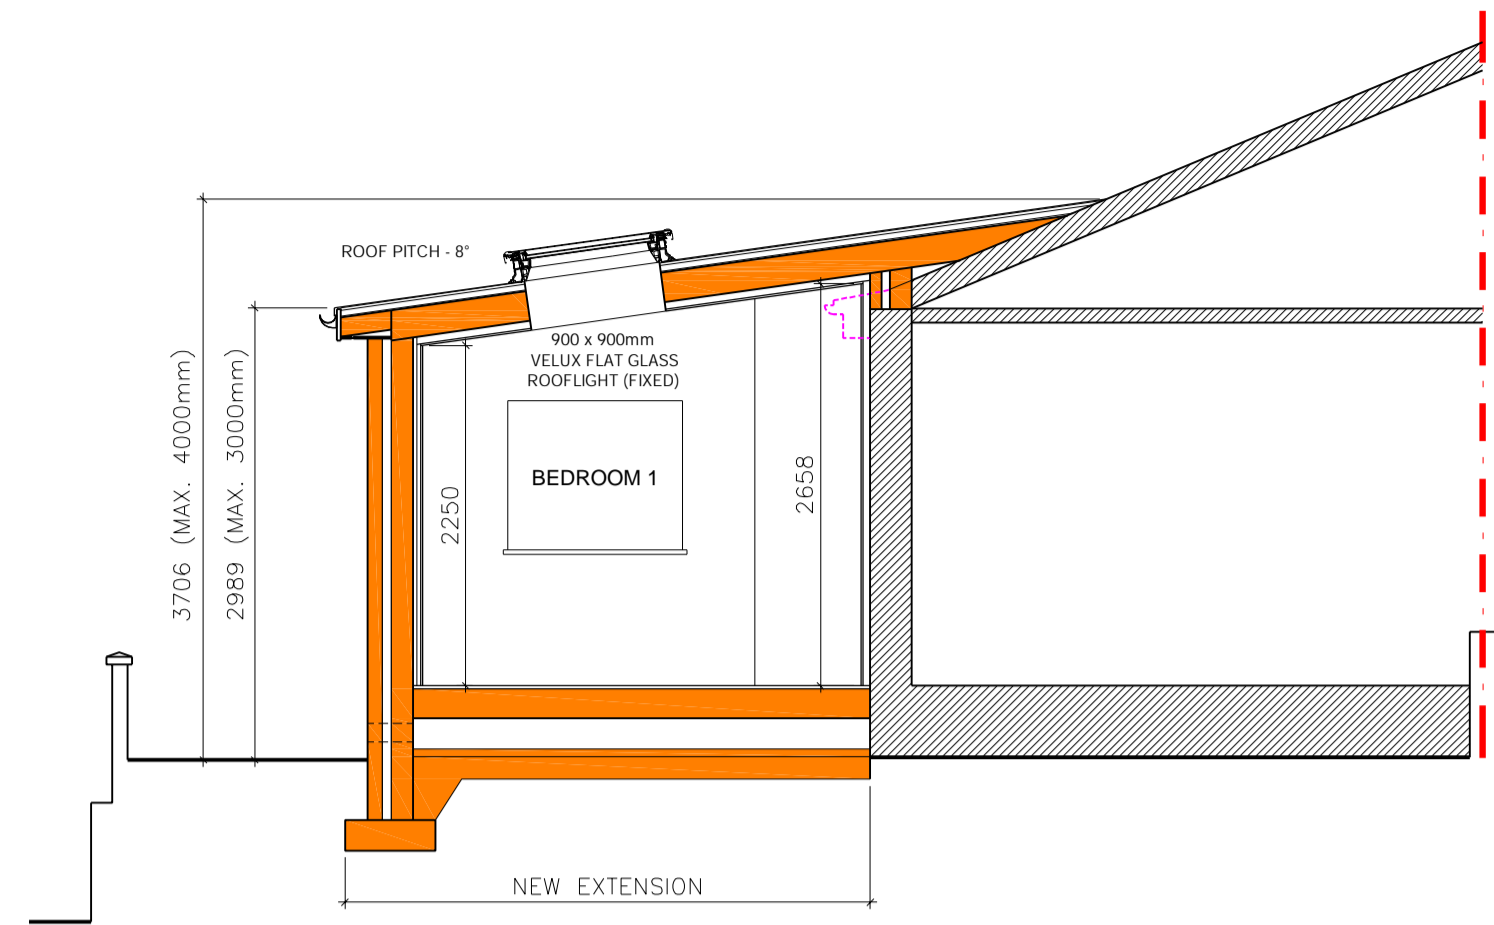 ROOF PITCH - 8°
900 x 900mm
VELUX FLAT GLASS
ROOFLIGHT (FIXED)
BEDROOM 1
3706 (MAX. 4000mm)
2989 (MAX. 3000mm)
2250
2658
NEW EXTENSION